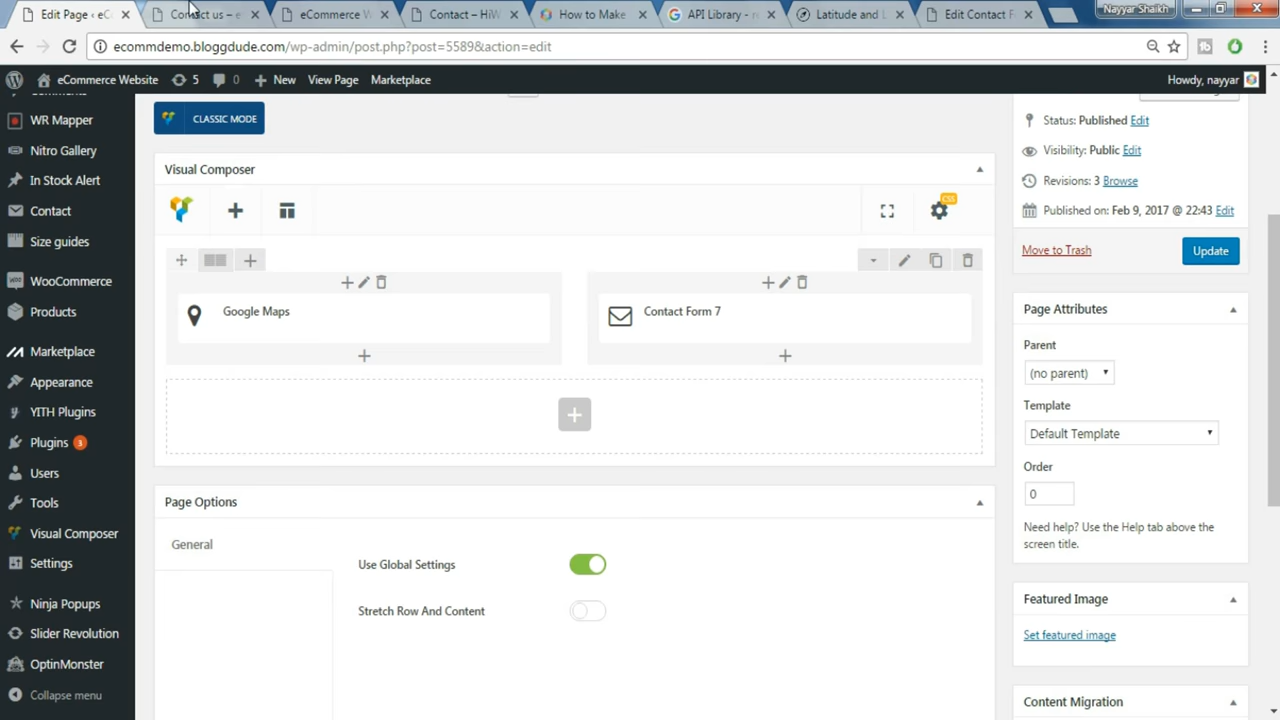 Edit Page ‹ eC
Contact us – e
eCommerce W
Contact – HiW
How to Make
API Library - 
Latitude and L
Edit Contact F
Nayyar Shaikh
ecommdemo.bloggdude.com/wp-admin/post.php?post=5589&action=edit
eCommerce Website
5
0
New
View Page
Marketplace
Howdy, nayyar
WR Mapper
Nitro Gallery
In Stock Alert
Contact
Size guides
WooCommerce
Products
Marketplace
Appearance
YITH Plugins
Plugins 3
Users
Tools
Visual Composer
Settings
Ninja Popups
Slider Revolution
OptinMonster
Collapse menu
CLASSIC MODE
Visual Composer
CSS
Google Maps
Contact Form 7
Page Options
General
Use Global Settings
Stretch Row And Content
Status: Published Edit
Visibility: Public Edit
Revisions: 3 Browse
Published on: Feb 9, 2017 @ 22:43 Edit
Move to Trash
Update
Page Attributes
Parent
(no parent)
Template
Default Template
Order
0
Need help? Use the Help tab above the
screen title.
Featured Image
Set featured image
Content Migration